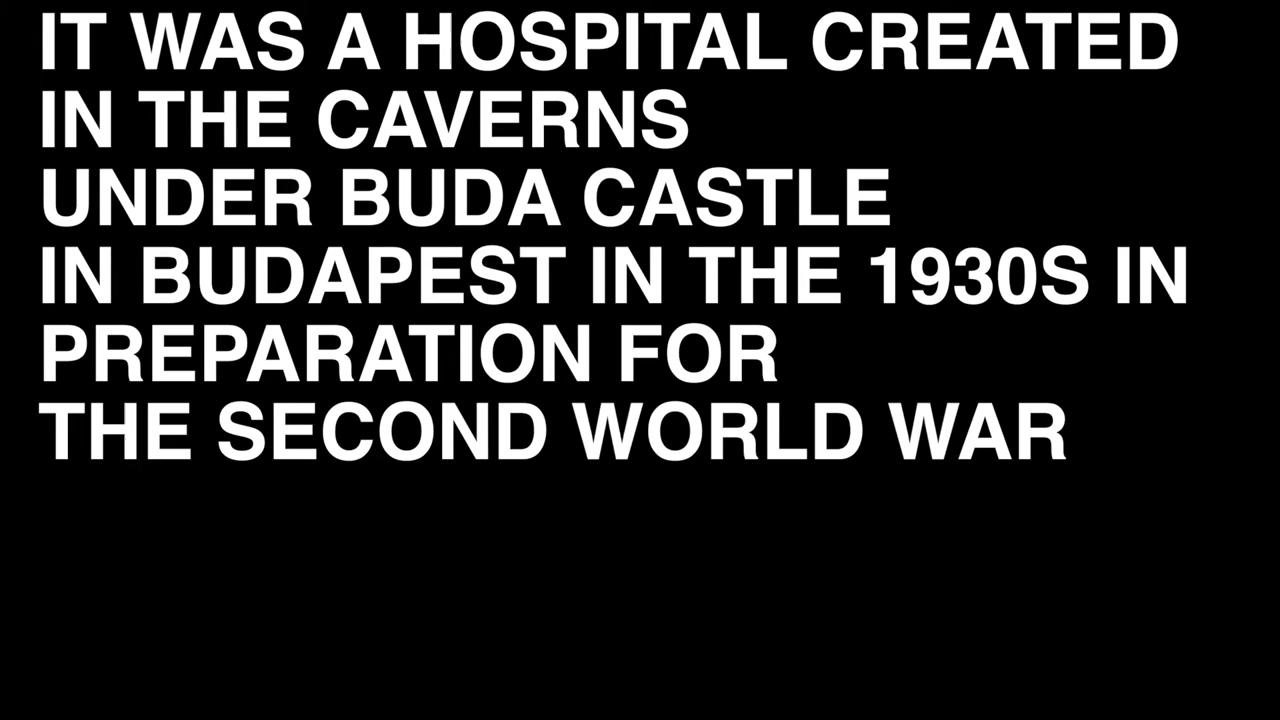 IT WAS A HOSPITAL CREATED
IN THE CAVERNS
UNDER BUDA CASTLE
IN BUDAPEST IN THE 1930S IN
PREPARATION FOR
THE SECOND WORLD WAR